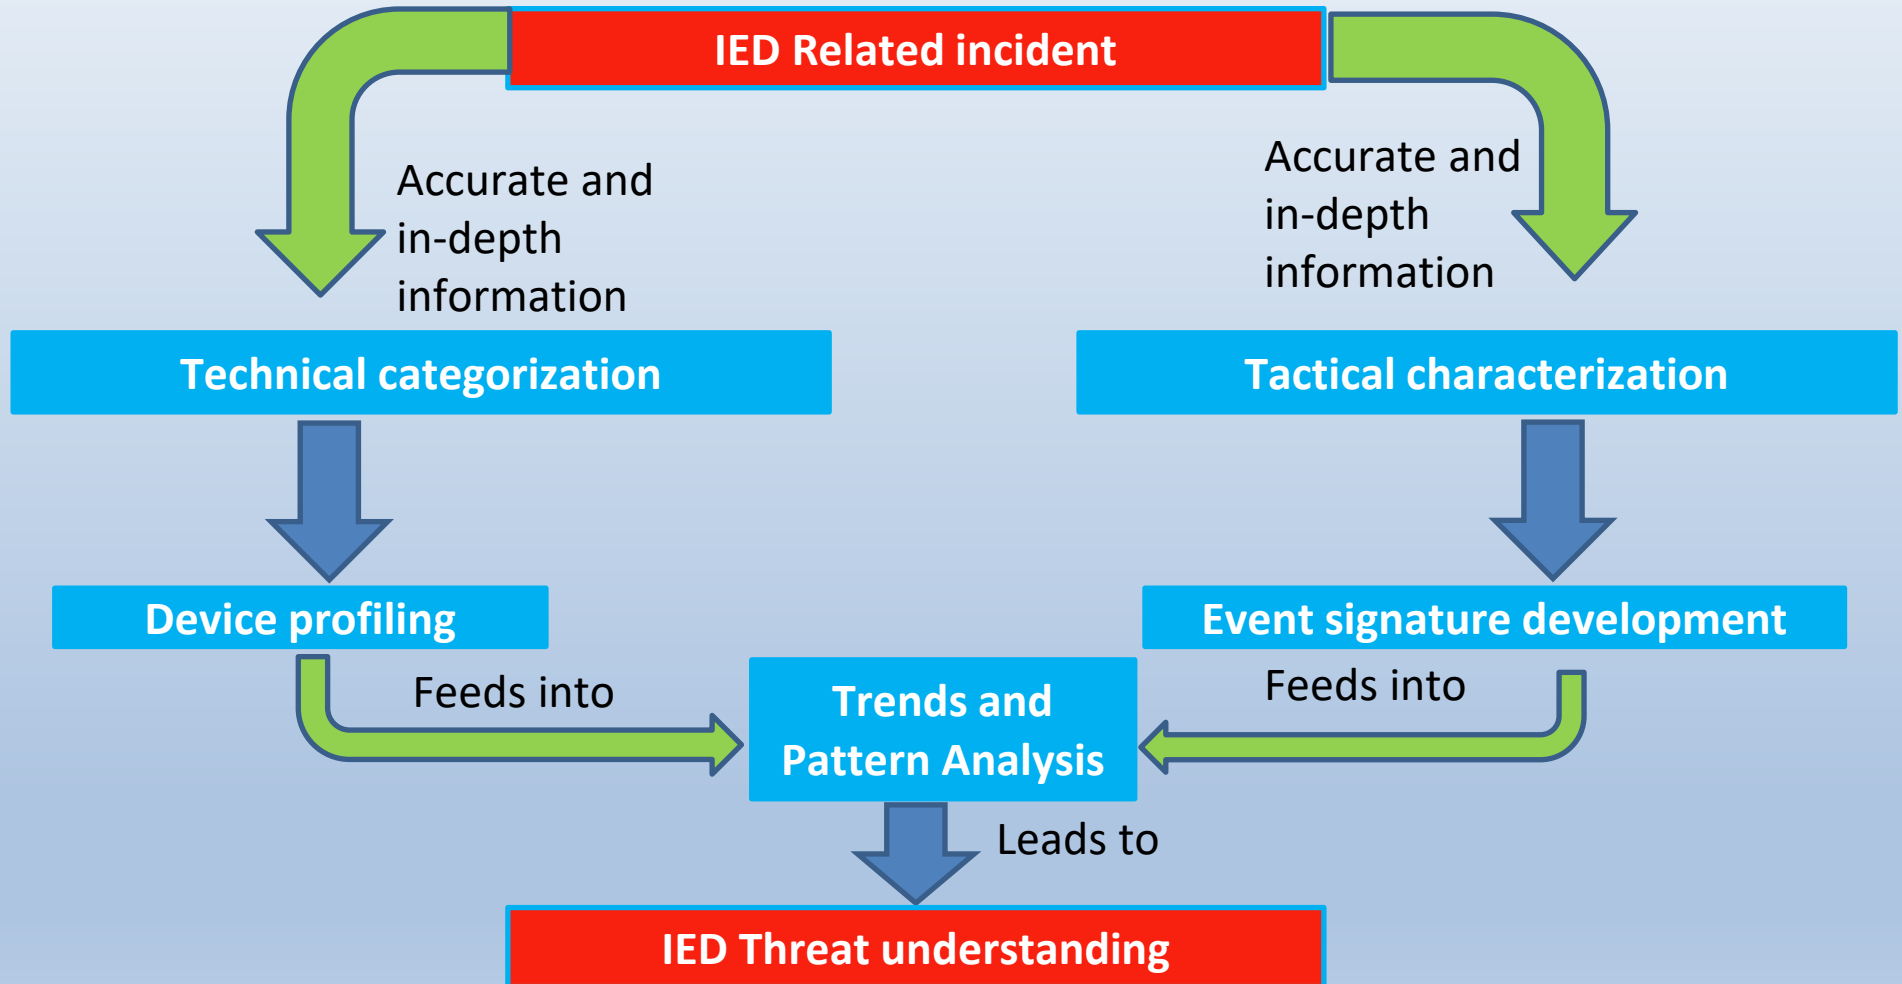 IED Related incident
Accurate and
in-depth
information
Accurate and
in-depth
information
Technical categorization
Tactical characterization
Device profiling
Event signature development
Feeds into
Trends and
Pattern Analysis
Feeds into
Leads to
IED Threat understanding